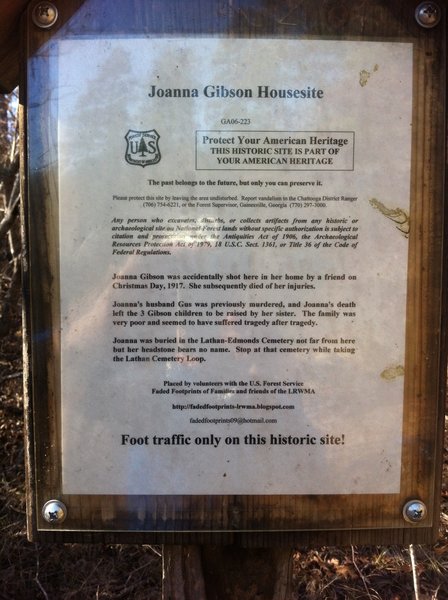 Joanna Gibson Housesite
GA06-223
FOREST SERVICE
U S
DEPARTMENT OF AGRICULTURE
Protect Your American Heritage
THIS HISTORIC SITE IS PART OF
YOUR AMERICAN HERITAGE
The past belongs to the future, but only you can preserve it.
Please protect this site by leaving the area undisturbed. Report vandalism to the Chattooga District Ranger
(706) 754-6221, or the Forest Supervisor, Gainesville, Georgia (770) 297-3000.
Any person who excavates, disturbs, or collects artifacts from any historic or
archaeological site on National Forest lands without specific authorization is subject to
citation and prosecution under the Antiquities Act of 1906, the Archaeological
Resources Protection Act of 1979, 18 U.S.C. Sect. 1361, or Title 36 of the Code of
Federal Regulations.
Joanna Gibson was accidentally shot here in her home by a friend on
Christmas Day, 1917. She subsequently died of her injuries.
Joanna's husband Gus was previously murdered, and Joanna's death
left the 3 Gibson children to be raised by her sister. The family was
very poor and seemed to have suffered tragedy after tragedy.
Joanna was buried in the Lathan-Edmonds Cemetery not far from here
but her headstone bears no name. Stop at that cemetery while taking
the Lathan Cemetery Loop.
Placed by volunteers with the U.S. Forest Service
Faded Footprints of Families and friends of the LRWMA
http://fadedfootprints-lrwma.blogspot.com
fadedfootprints09@hotmail.com
Foot traffic only on this historic site!